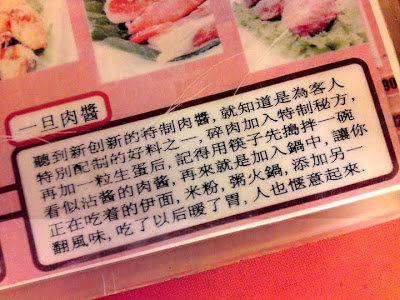 一旦肉醬
聽到新创新的特制肉醬, 就知道是為客人
特別配制的好料之一, 碎肉加入特制秘方,
再加一粒生蛋后, 記得用筷子先搗拌一碗
看似沾醬的肉酱, 再來就是加入鍋中, 讓你
正在吃着的伊面, 米粉, 粥火鍋, 添加另一
翻風味, 吃了以后暖了胃, 人也愜意起來.